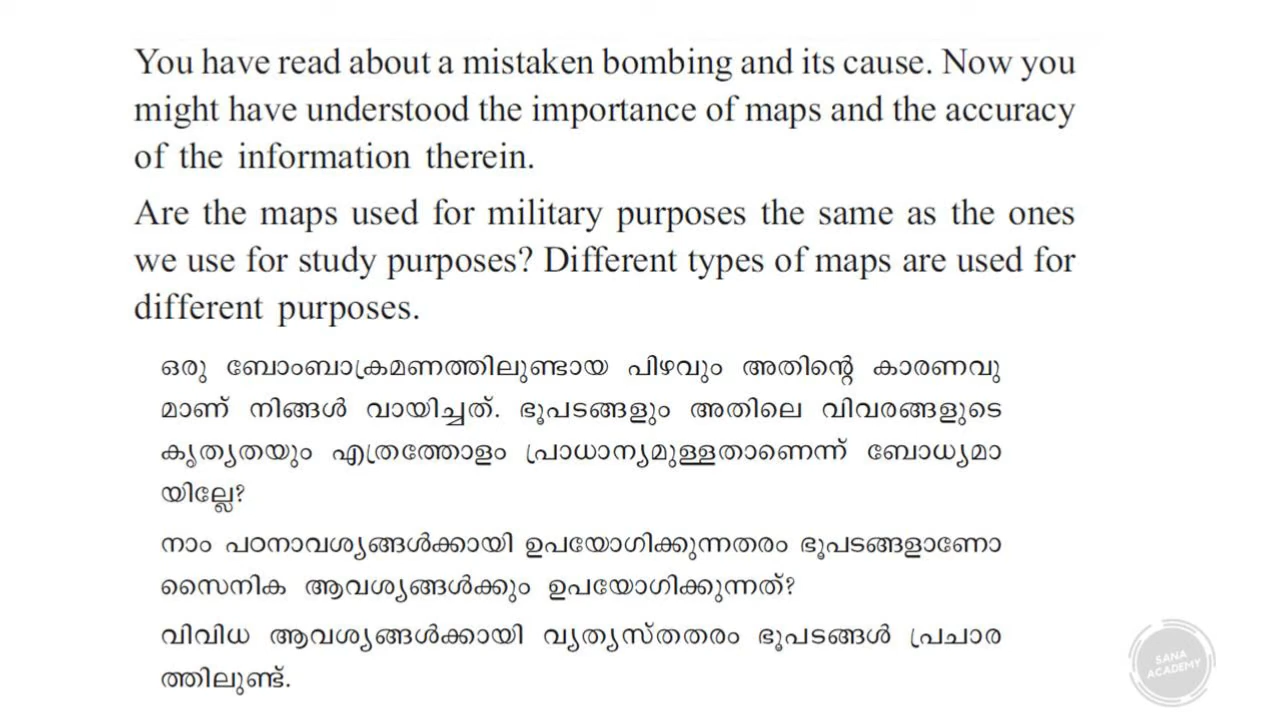 You have read about a mistaken bombing and its cause. Now you
might have understood the importance of maps and the accuracy
of the information therein.
Are the maps used for military purposes the same as the ones
we use for study purposes? Different types of maps are used for
different purposes.
ഒരു ബോംബാക്രമണത്തിലുണ്ടായ പിഴവും അതിന്റെ കാരണവു
മാണ് നിങ്ങൾ വായിച്ചത്. ഭൂപടങ്ങളും അതിലെ വിവരങ്ങളുടെ
കൃത്യതയും എത്രത്തോളം പ്രാധാന്യമുള്ളതാണെന്ന് ബോധ്യമാ
യില്ലേ?
നാം പഠനാവശ്യങ്ങൾക്കായി ഉപയോഗിക്കുന്നതരം ഭൂപടങ്ങളാണോ
സൈനിക ആവശ്യങ്ങൾക്കും ഉപയോഗിക്കുന്നത്?
വിവിധ ആവശ്യങ്ങൾക്കായി വ്യത്യസ്തതരം ഭൂപടങ്ങൾ പ്രചാര
ത്തിലുണ്ട്.
SANA
ACADEMY